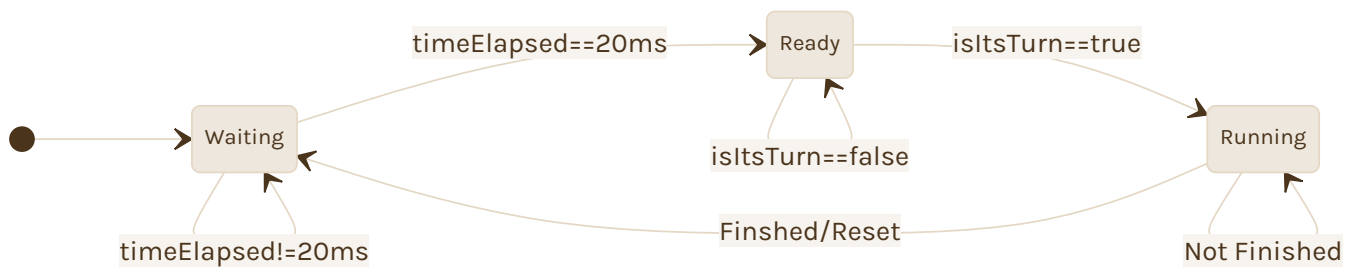 timeElapsed==20ms
Ready
isItsTurn==true
Waiting
Running
isItsTurn==false
Finshed/Reset
timeElapsed!=20ms
Not Finished